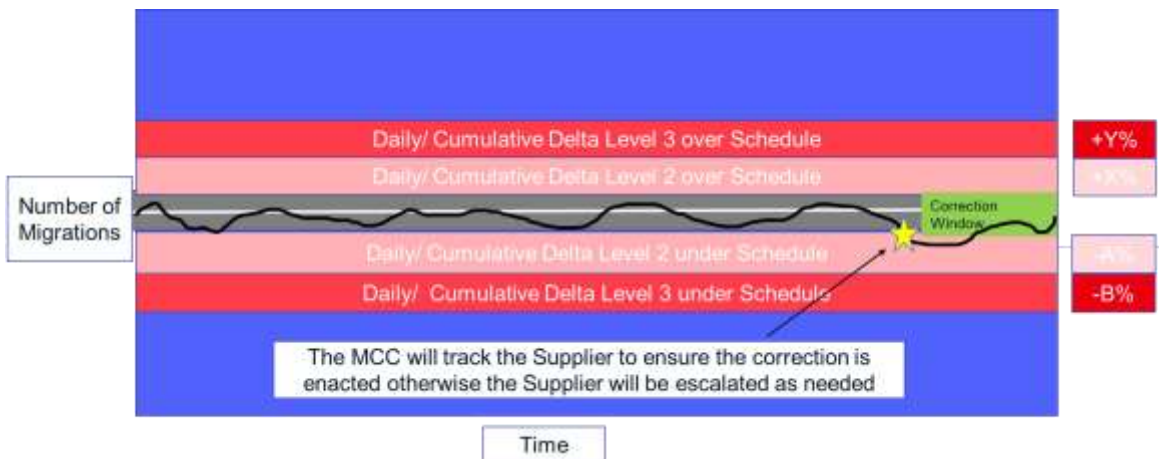 Daily/ Cumulative Delta Level 3 over Schedule
+Y%
Daily/ Cumulative Delta Level 2 over Schedule
+X%
Number of
Migrations
Correction
Window
Daily/ Cumulative Delta Level 2 under Schedule
-A%
Daily/ Cumulative Delta Level 3 under Schedule
-B%
The MCC will track the Supplier to ensure the correction is
enacted otherwise the Supplier will be escalated as needed
Time